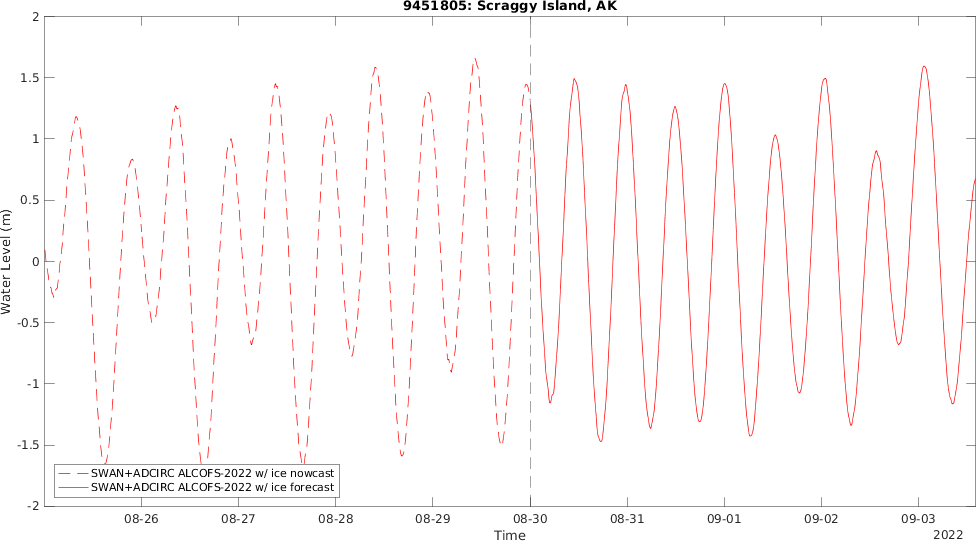 9451805: Scraggy Island, AK
2
1.5
1
0.5
0
-0.5
-1
-1.5
-2
Water Level (m)
SWAN+ADCIRC ALCOFS-2022 w/ ice nowcast
SWAN+ADCIRC ALCOFS-2022 w/ ice forecast
08-26 08-27 08-28 08-29 08-30 08-31 09-01 09-02 09-03
Time
2022